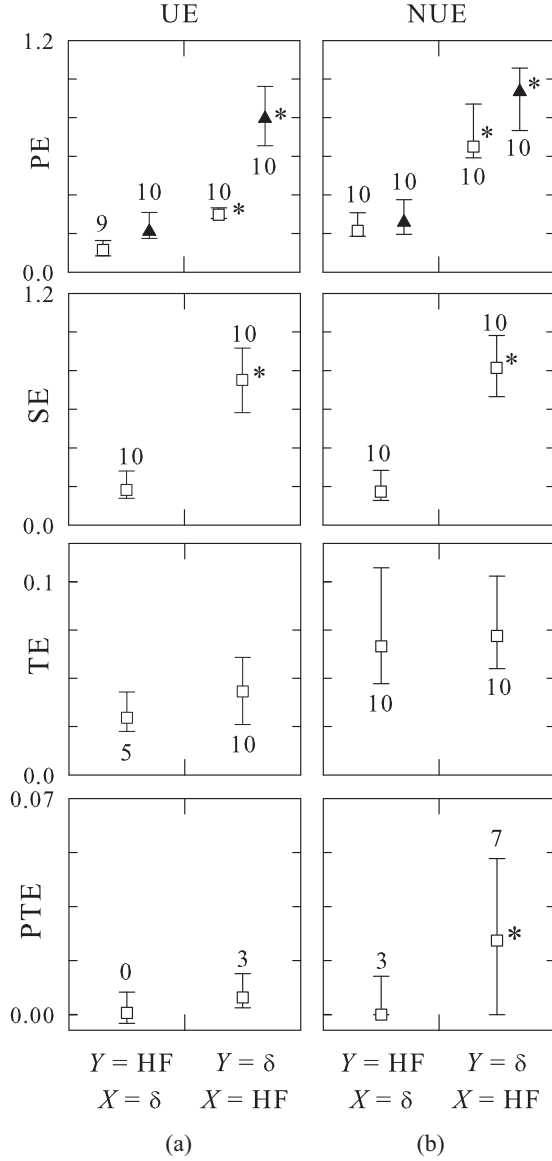 UE NUE
1.2
PE
9 10 10 * 10 *
10 10 10 * 10 *
0.0
1.2
SE
10 10 *
10 10 *
0.0
0.1
TE
5 10
10 10
0.0
0.07
PTE
0 3
3 7 *
0.00
Y = HF Y = δ Y = HF Y = δ
X = δ X = HF X = δ X = HF
(a) (b)